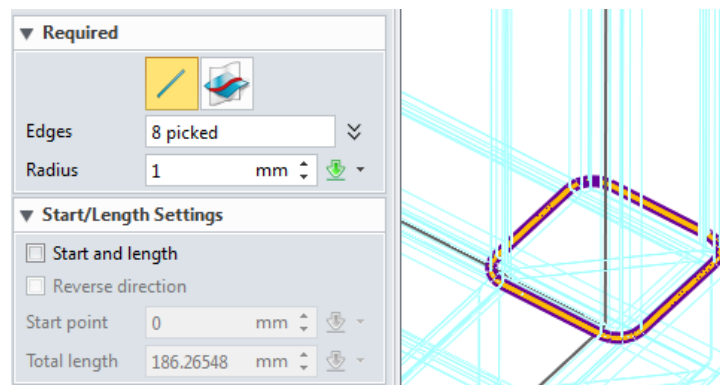 Required
Edges 8 picked
Radius 1 mm
Start/Length Settings
Start and length
Reverse direction
Start point 0 mm
Total length 186.26548 mm